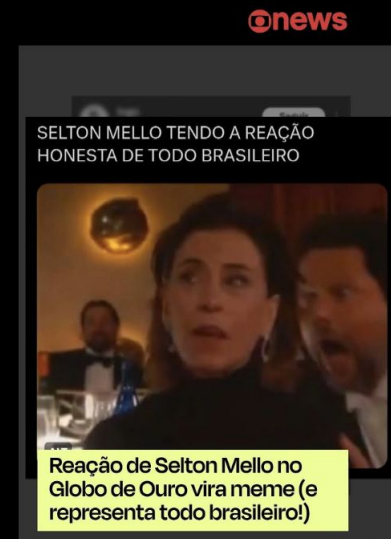 news
SELTON MELLO TENDO A REAÇÃO
HONESTA DE TODO BRASILEIRO
Reação de Selton Mello no
Globo de Ouro vira meme (e
representa todo brasileiro!)